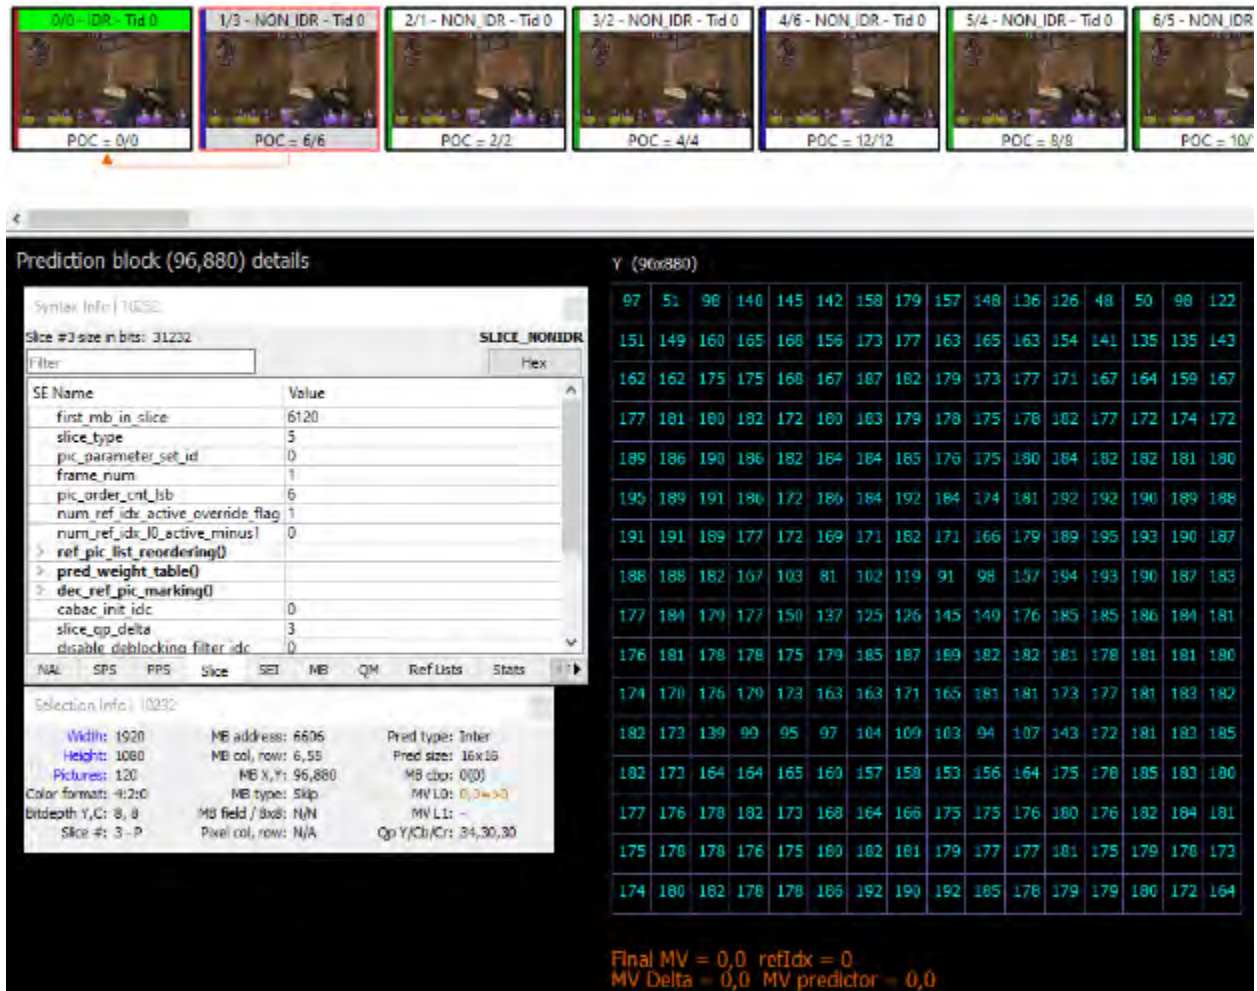 0/0 - IDR - Tid 0
1/3 - NON_IDR - Tid 0
2/1 - NON_IDR - Tid 0
3/2 - NON_IDR - Tid 0
4/6 - NON_IDR - Tid 0
5/4 - NON_IDR - Tid 0
6/5 - NON_IDR
POC = 0/0
POC = 6/6
POC = 2/2
POC = 4/4
POC = 12/12
POC = 8/8
POC = 10/
Prediction block (96,880) details
Syntax Info | 10232
Slice #3 size in bits: 31232 SLICE_NONIDR
Filter Hex
SE Name Value
first_mb_in_slice 6120
slice_type 5
pic_parameter_set_id 0
frame_num 1
pic_order_cnt_lsb 6
num_ref_idx_active_override_flag 1
num_ref_idx_l0_active_minus1 0
ref_pic_list_reordering()
pred_weight_table()
dec_ref_pic_marking()
cabac_init_idc 0
slice_qp_delta 3
disable_deblocking_filter_idc 0
NAL SPS PPS Slice SEI MB QM Ref Lists Stats
Selection Info | 10232
Width: 1920 MB address: 6606 Pred type: Inter
Height: 1080 MB col, row: 6,55 Pred size: 16x16
Pictures: 120 MB X,Y: 96,880 MB cbp: 0(0)
Color format: 4:2:0 MB type: Skip MV L0:
Bitdepth Y,C: 8, 8 MB field / 8x8: N/N MV L1: -
Slice #: 3 - P Pixel col, row: N/A Qp Y/Cb/Cr: 34,30,30
Y (96x880)
97 51 98 140 145 142 158 179 157 148 136 126 48 50 98 122
151 149 160 165 168 156 173 177 163 165 163 154 141 135 135 143
162 162 175 175 168 167 187 182 179 173 177 171 167 164 159 167
177 181 180 182 172 180 183 179 178 175 178 182 177 172 174 172
189 186 190 186 182 184 184 185 176 175 180 184 182 182 181 180
195 189 191 186 172 186 184 192 184 174 181 192 192 190 189 188
191 191 189 177 172 169 171 182 171 166 179 189 195 193 190 187
188 188 182 167 103 81 102 119 91 98 157 194 193 190 187 183
177 184 179 177 150 137 125 126 145 149 176 185 185 186 184 181
176 181 178 178 175 179 185 187 189 182 182 181 178 181 181 180
174 178 176 179 173 163 163 171 165 181 181 173 177 181 183 182
182 173 139 99 95 97 104 109 103 94 107 143 172 181 183 185
182 173 164 164 165 160 157 158 153 156 164 175 178 185 183 180
177 176 178 182 173 168 164 166 175 175 176 180 176 182 184 181
175 178 178 176 175 180 182 181 179 177 177 181 175 179 178 173
174 180 182 178 178 186 192 190 192 185 178 179 179 180 172 164
Final MV = 0,0 refIdx = 0
MV Delta = 0,0 MV predictor = 0,0